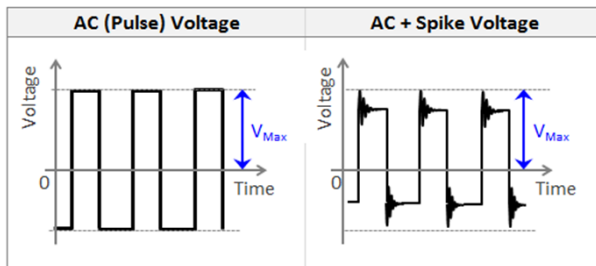 AC (Pulse) Voltage
AC + Spike Voltage
Voltage
VMax
0
Time
Voltage
VMax
0
Time